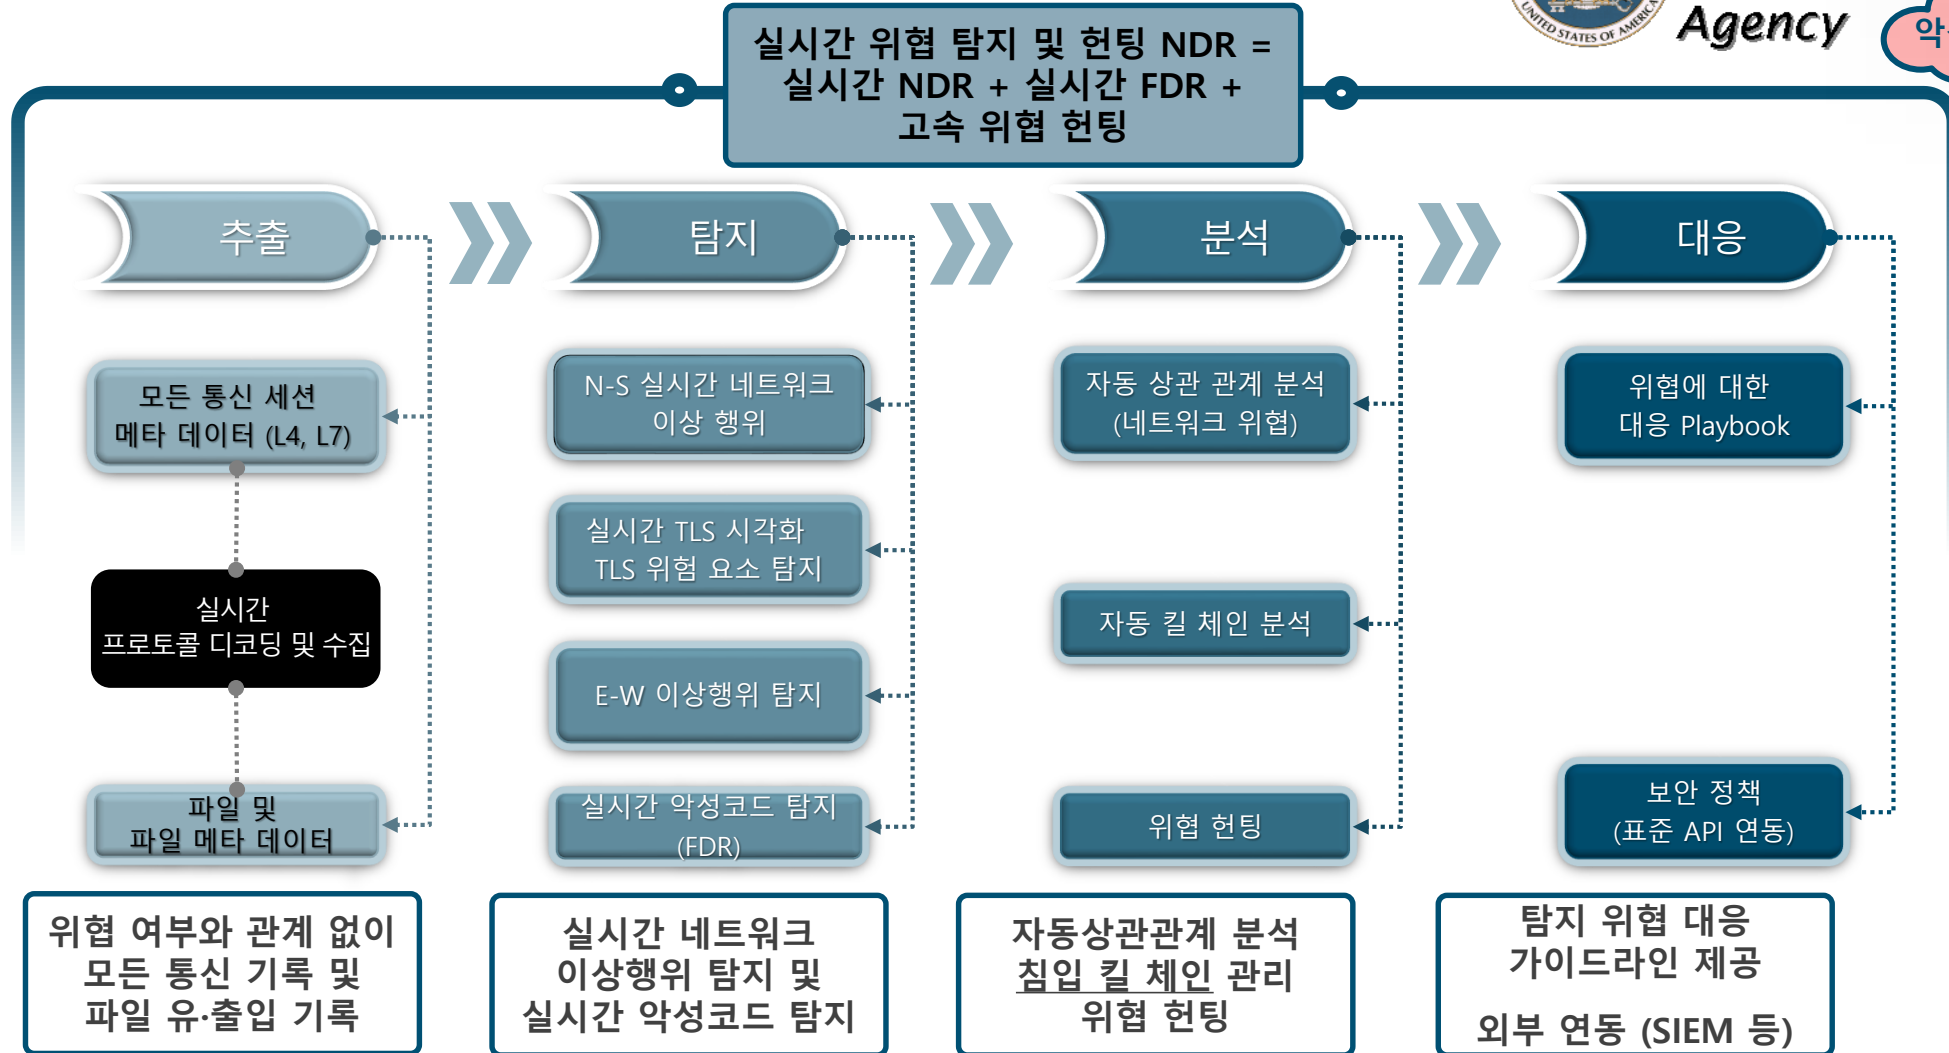 실시간 위협 탐지 및 헌팅 NDR =
실시간 NDR + 실시간 FDR +
고속 위협 헌팅
UNITED STATES OF AMERICA
Agency
추출
탐지
분석
대응
모든 통신 세션
메타 데이터 (L4, L7)
실시간
프로토콜 디코딩 및 수집
파일 및
파일 메타 데이터
N-S 실시간 네트워크
이상 행위
실시간 TLS 시각화
TLS 위험 요소 탐지
E-W 이상행위 탐지
실시간 악성코드 탐지
(FDR)
자동 상관 관계 분석
(네트워크 위협)
자동 킬 체인 분석
위협 헌팅
위협에 대한
대응 Playbook
보안 정책
(표준 API 연동)
위협 여부와 관계 없이
모든 통신 기록 및
파일 유·출입 기록
실시간 네트워크
이상행위 탐지 및
실시간 악성코드 탐지
자동상관관계 분석
침입 킬 체인 관리
위협 헌팅
탐지 위협 대응
가이드라인 제공
외부 연동 (SIEM 등)